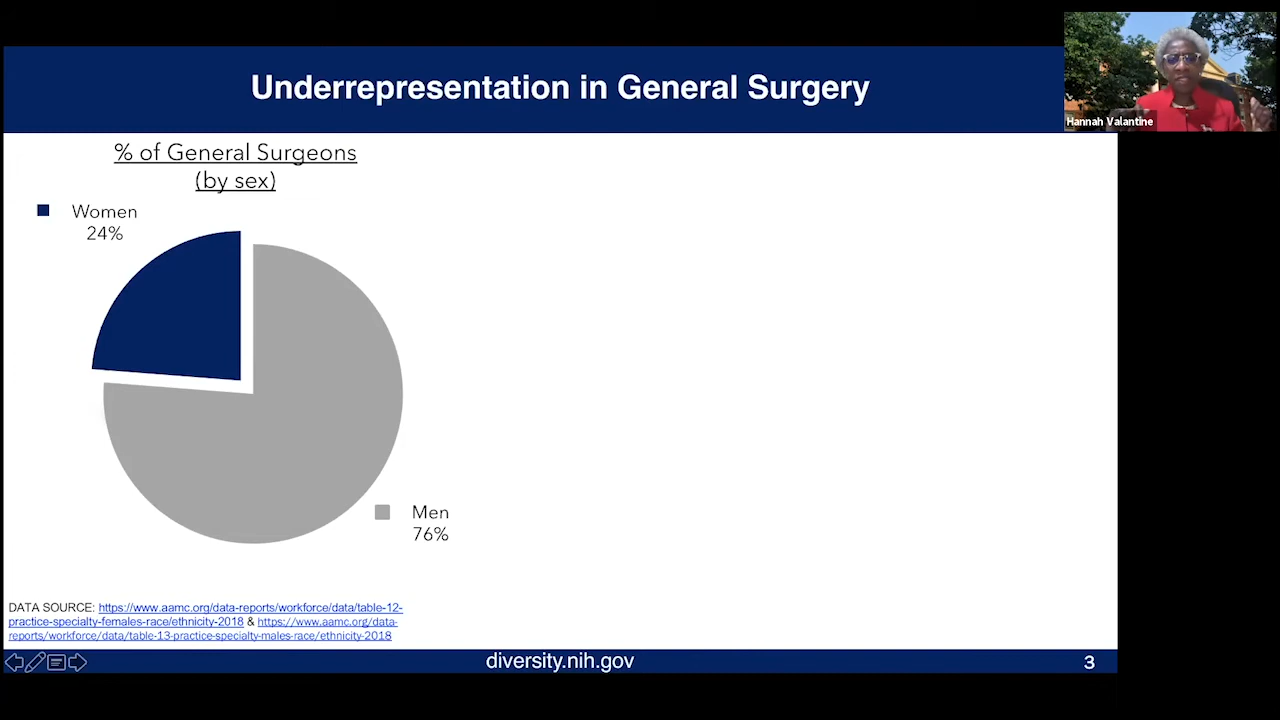 Underrepresentation in General Surgery
Hannah Valantine
% of General Surgeons
(by sex)
Women
24%
Men
76%
DATA SOURCE: https://www.aamc.org/data-reports/workforce/data/table-12-
practice-specialty-females-race/ethnicity-2018 & https://www.aamc.org/data-
reports/workforce/data/table-13-practice-specialty-males-race/ethnicity-2018
diversity.nih.gov
3